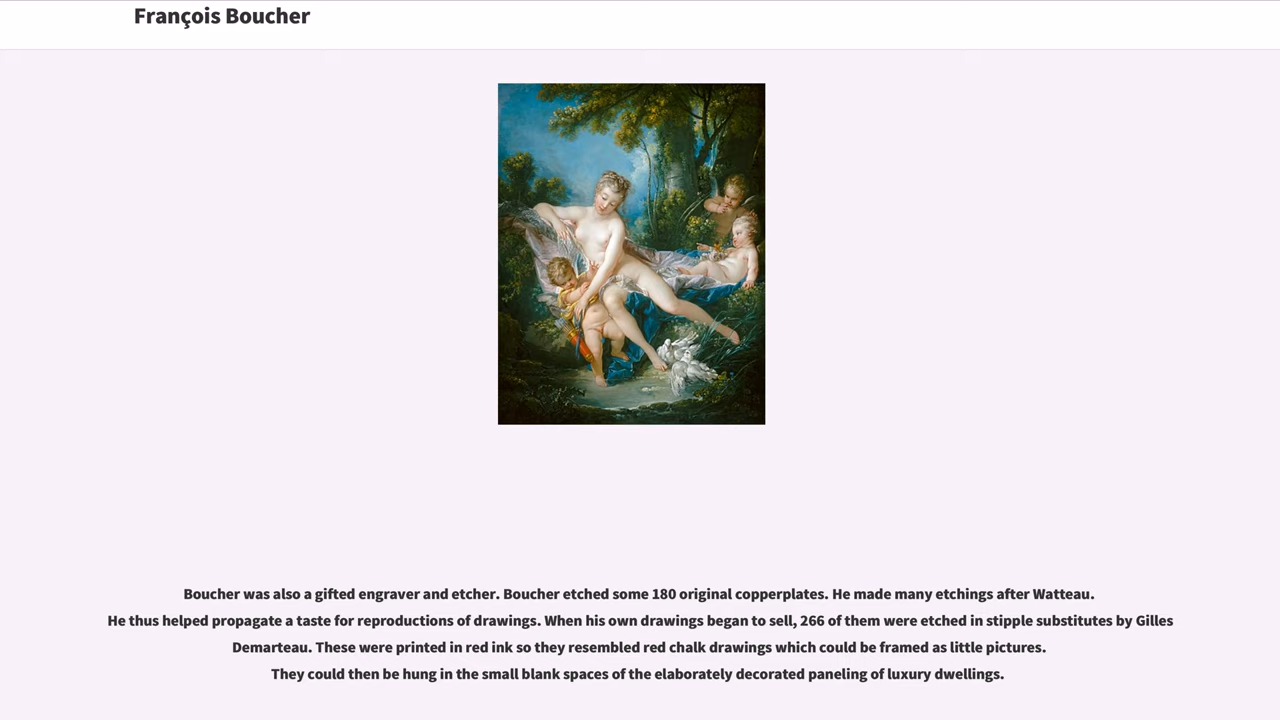 François Boucher
Boucher was also a gifted engraver and etcher. Boucher etched some 180 original copperplates. He made many etchings after Watteau.
He thus helped propagate a taste for reproductions of drawings. When his own drawings began to sell, 266 of them were etched in stipple substitutes by Gilles
Demarteau. These were printed in red ink so they resembled red chalk drawings which could be framed as little pictures.
They could then be hung in the small blank spaces of the elaborately decorated paneling of luxury dwellings.